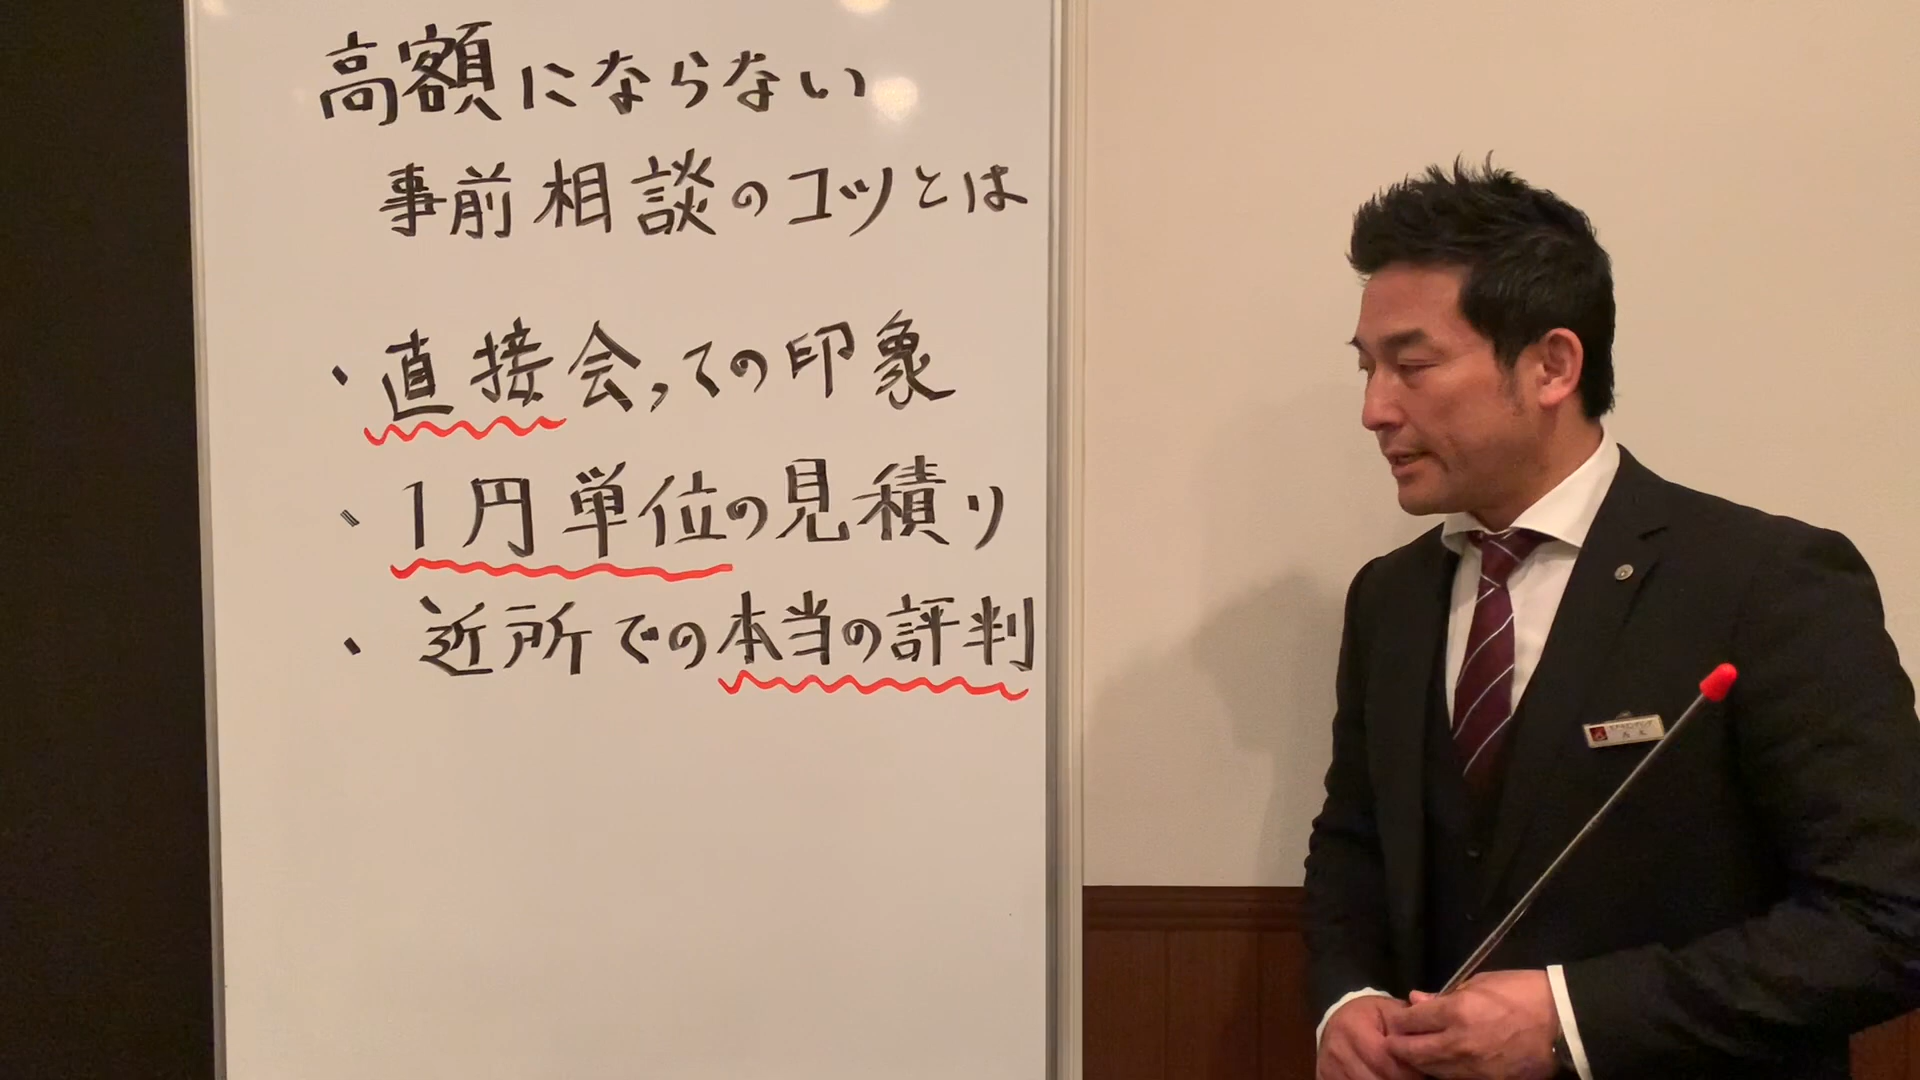 高額にならない
事前相談のコツとは
・直接会っての印象
・1円単位の見積り
・近所での本当の評判